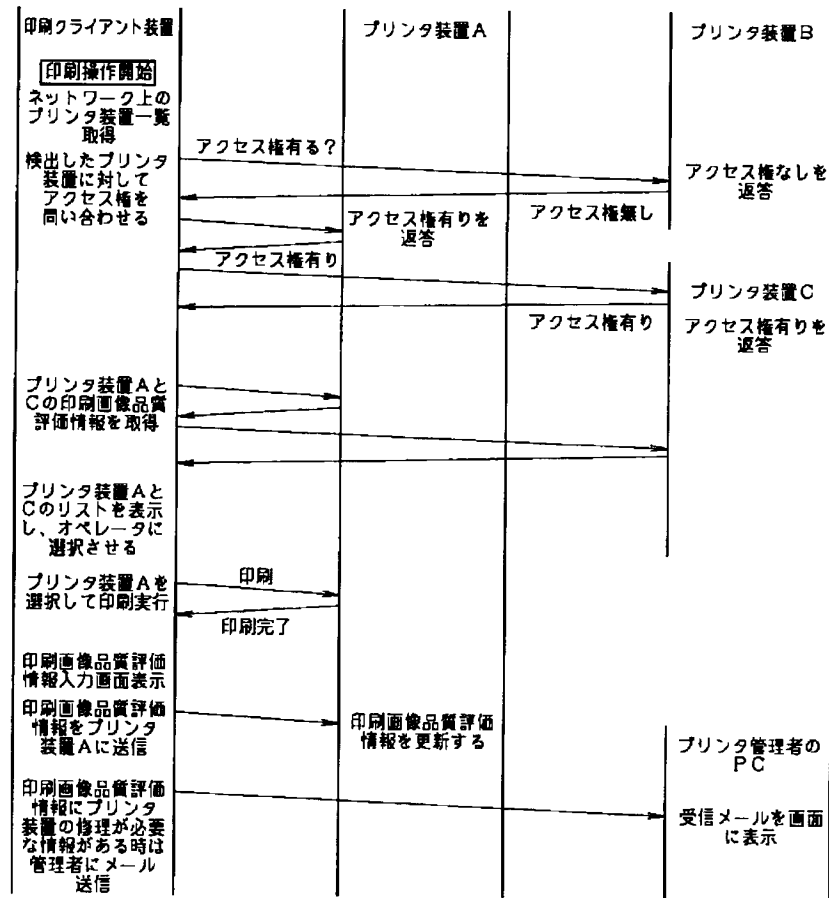 印刷クライアント装置
プリンタ装置A
プリンタ装置B
印刷操作開始
ネットワーク上の
プリンタ装置一覧
取得
アクセス権有る?
検出したプリンタ
装置に対して
アクセス権を
問い合わせる
アクセス権なしを
返答
アクセス権無し
アクセス権有りを
返答
アクセス権有り
プリンタ装置C
アクセス権有り
アクセス権有りを
返答
プリンタ装置Aと
Cの印刷画像品質
評価情報を取得
プリンタ装置Aと
Cのリストを表示
し、オペレータに
選択させる
プリンタ装置Aを
選択して印刷実行
印刷
印刷完了
印刷画像品質評価
情報入力画面表示
印刷画像品質評価
情報をプリンタ
装置Aに送信
印刷画像品質評価
情報を更新する
プリンタ管理者の
PC
印刷画像品質評価
情報にプリンタ
装置の修理が必要
な情報がある時は
管理者にメール
送信
受信メールを画面
に表示